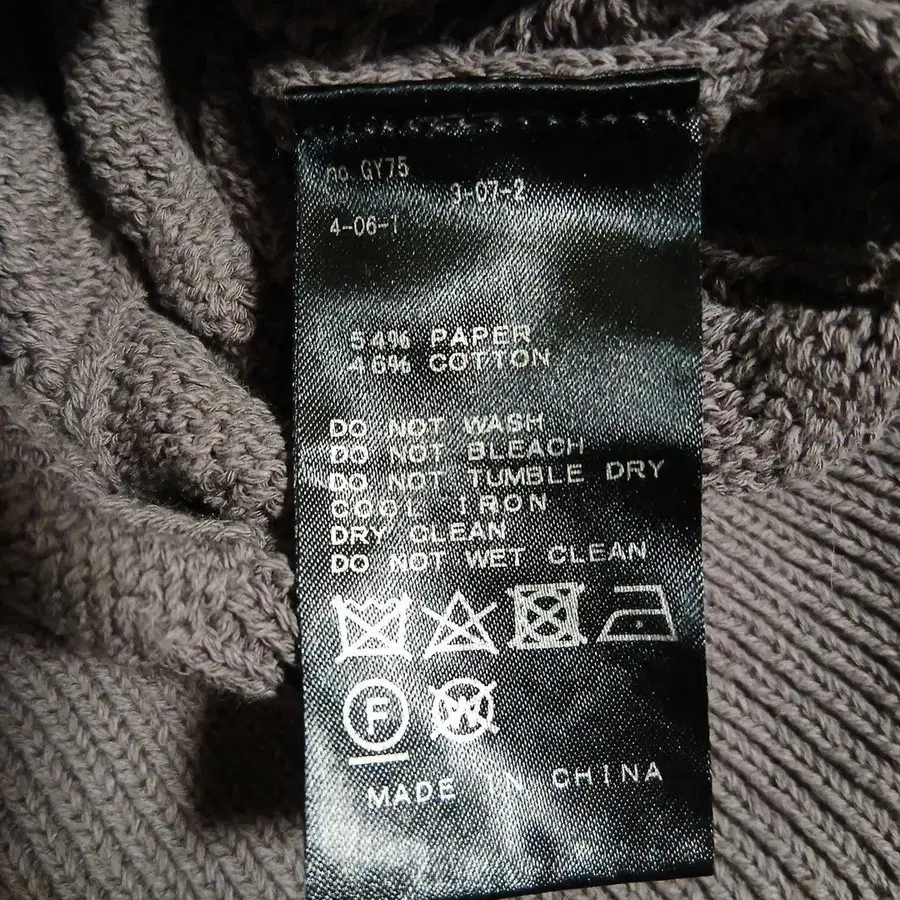 no. GY75
3-07-2
4-06-1
54% PAPER
46% COTTON
DO NOT WASH
DO NOT BLEACH
DO NOT TUMBLE DRY
COOL IRON
DRY CLEAN
DO NOT WET CLEAN
F
W
MADE IN CHINA